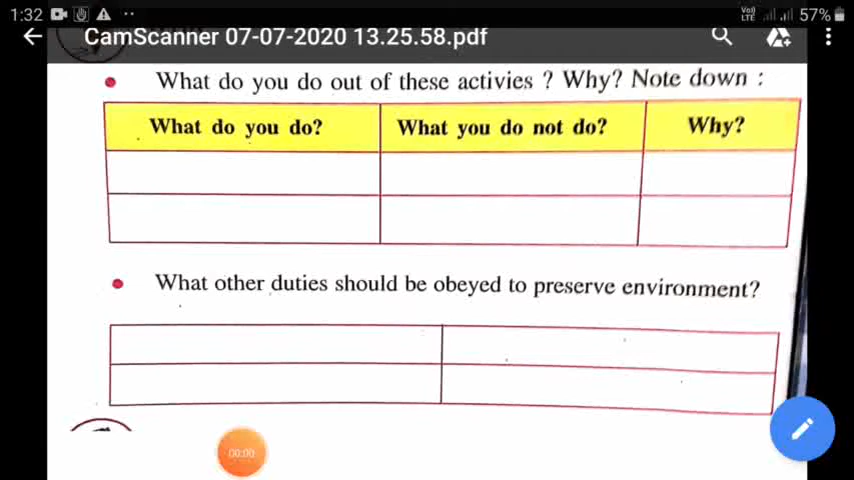 1:32
Vo))
LTE
57%
CamScanner 07-07-2020 13.25.58.pdf
What do you do out of these activies ? Why? Note down :
What do you do? What you do not do? Why?
What other duties should be obeyed to preserve environment?
00:00